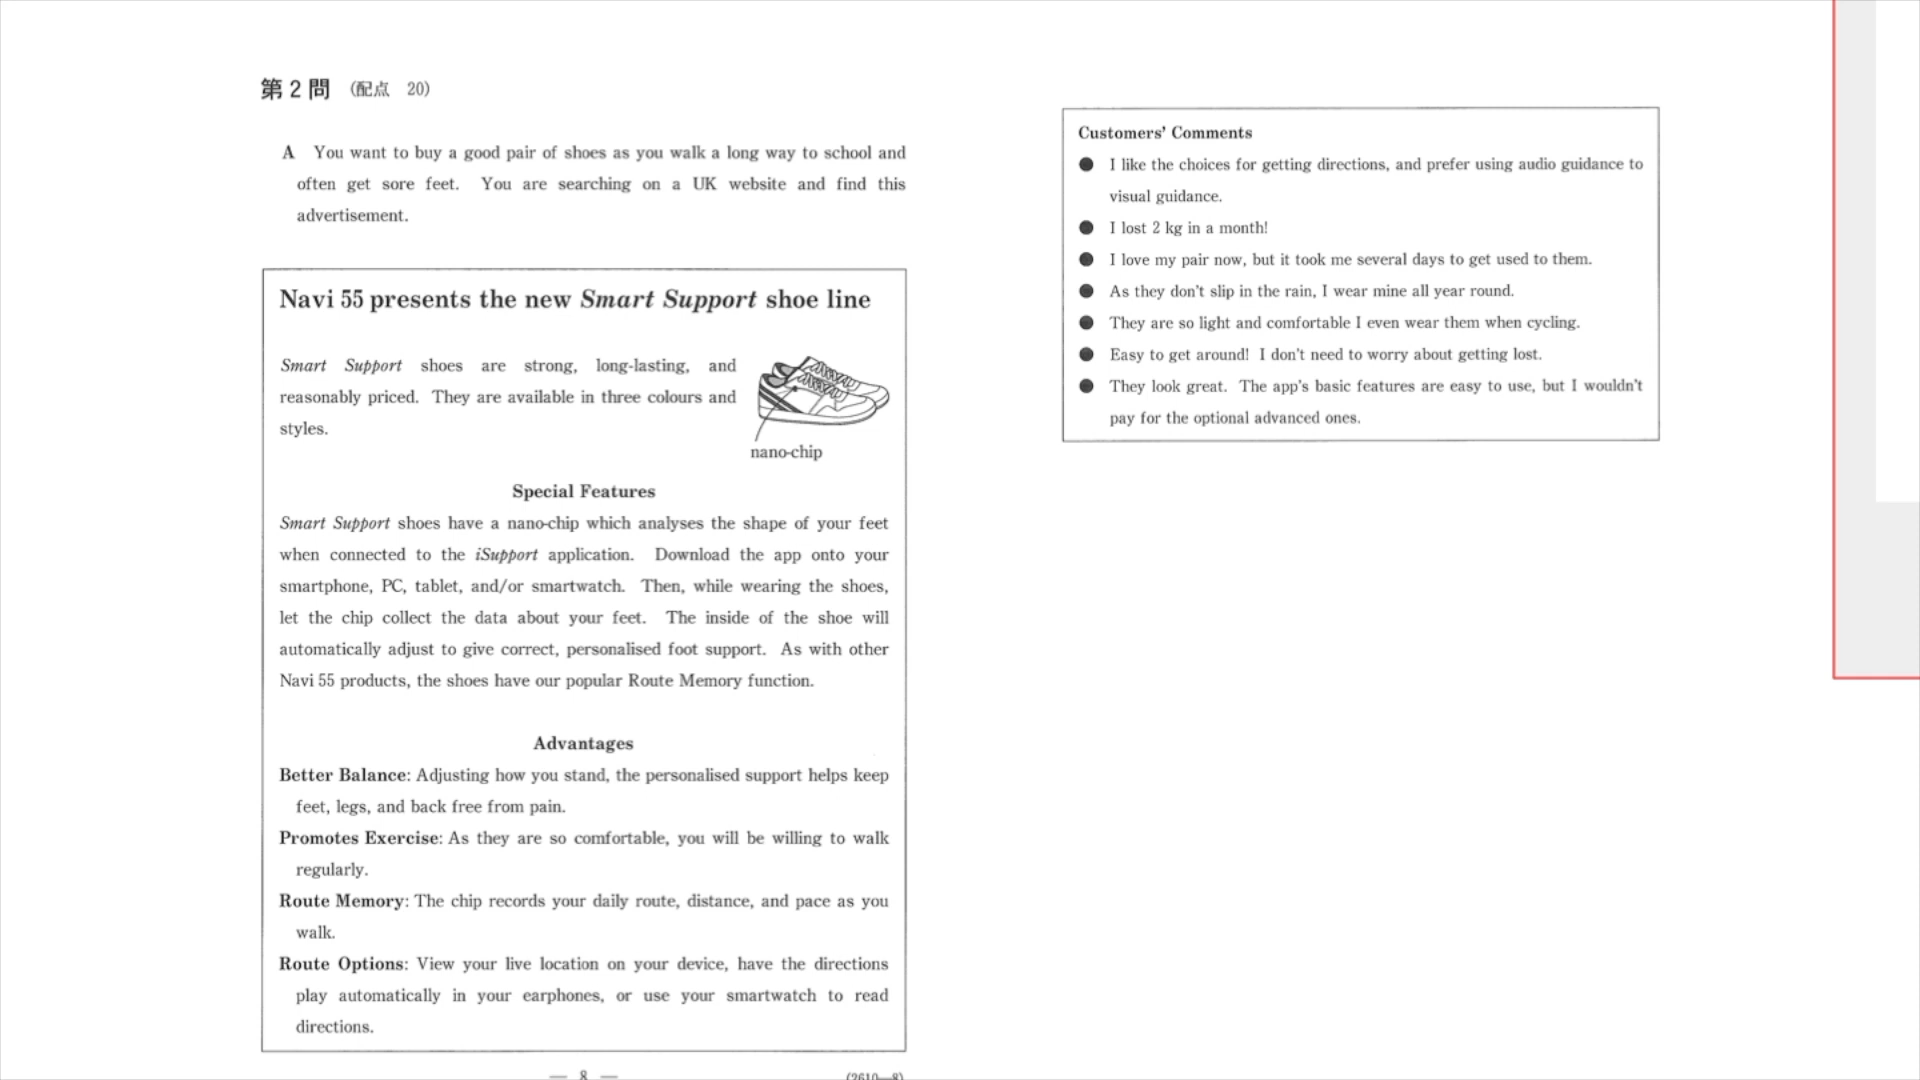 第2問 (配点 20)
A You want to buy a good pair of shoes as you walk a long way to school and
often get sore feet. You are searching on a UK website and find this
advertisement.
Navi 55 presents the new Smart Support shoe line
Smart Support shoes are strong, long-lasting, and
reasonably priced. They are available in three colours and
styles.
nano-chip
Special Features
Smart Support shoes have a nano-chip which analyses the shape of your feet
when connected to the iSupport application. Download the app onto your
smartphone, PC, tablet, and/or smartwatch. Then, while wearing the shoes,
let the chip collect the data about your feet. The inside of the shoe will
automatically adjust to give correct, personalised foot support. As with other
Navi 55 products, the shoes have our popular Route Memory function.
Advantages
Better Balance: Adjusting how you stand, the personalised support helps keep
feet, legs, and back free from pain.
Promotes Exercise: As they are so comfortable, you will be willing to walk
regularly.
Route Memory: The chip records your daily route, distance, and pace as you
walk.
Route Options: View your live location on your device, have the directions
play automatically in your earphones, or use your smartwatch to read
directions.
— 8 —
(2610—8)
Customers' Comments
● I like the choices for getting directions, and prefer using audio guidance to
visual guidance.
● I lost 2 kg in a month!
● I love my pair now, but it took me several days to get used to them.
● As they don't slip in the rain, I wear mine all year round.
● They are so light and comfortable I even wear them when cycling.
● Easy to get around! I don't need to worry about getting lost.
● They look great. The app's basic features are easy to use, but I wouldn't
pay for the optional advanced ones.